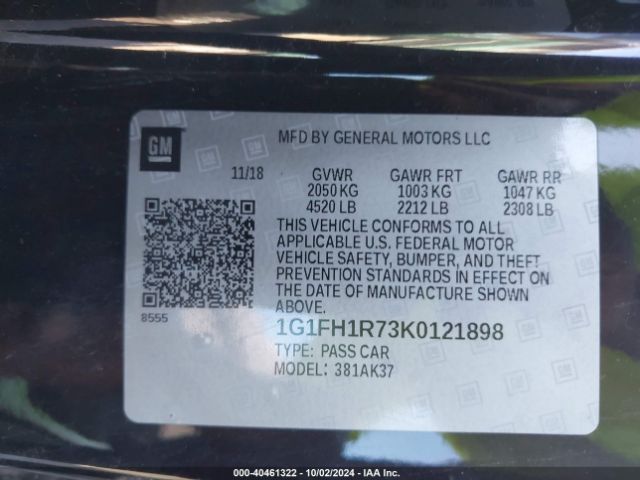 GM
MFD BY GENERAL MOTORS LLC
11/18
GVWR GAWR FRT GAWR RR
2050 KG 1003 KG 1047 KG
4520 LB 2212 LB 2308 LB
THIS VEHICLE CONFORMS TO ALL
APPLICABLE U.S. FEDERAL MOTOR
VEHICLE SAFETY, BUMPER, AND THEFT
PREVENTION STANDARDS IN EFFECT ON
THE DATE OF MANUFACTURE SHOWN
ABOVE.
8555
1G1FH1R73K0121898
TYPE: PASS CAR
MODEL: 381AK37
000-40461322 - 10/02/2024 - IAA Inc.